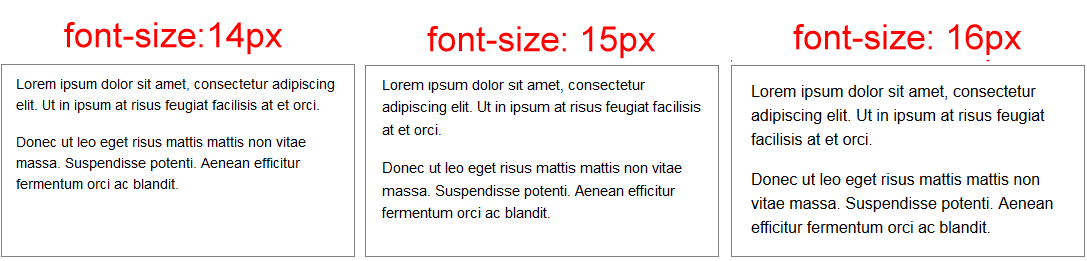 font-size:14px
Lorem ipsum dolor sit amet, consectetur adipiscing
elit. Ut in ipsum at risus feugiat facilisis at et orci.
Donec ut leo eget risus mattis mattis non vitae
massa. Suspendisse potenti. Aenean efficitur
fermentum orci ac blandit.
font-size: 15px
Lorem ipsum dolor sit amet, consectetur
adipiscing elit. Ut in ipsum at risus feugiat facilisis
at et orci.
Donec ut leo eget risus mattis mattis non vitae
massa. Suspendisse potenti. Aenean efficitur
fermentum orci ac blandit.
font-size: 16px
Lorem ipsum dolor sit amet, consectetur
adipiscing elit. Ut in ipsum at risus feugiat
facilisis at et orci.
Donec ut leo eget risus mattis mattis non
vitae massa. Suspendisse potenti. Aenean
efficitur fermentum orci ac blandit.